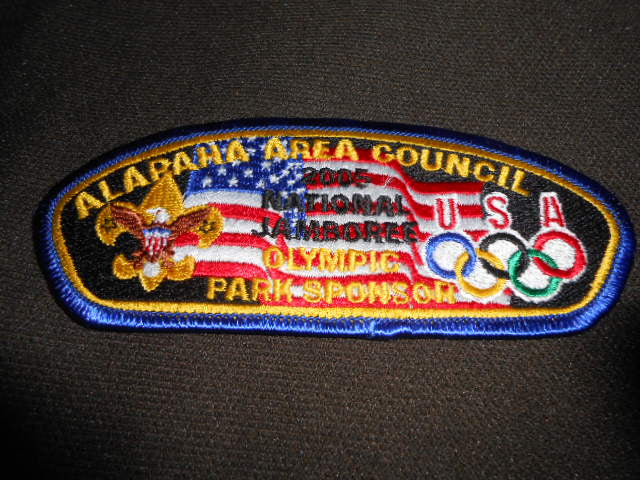 ALAPAHA AREA COUNCIL
2005
NATIONAL
JAMBOREE
OLYMPIC
PARK SPONSOR
USA